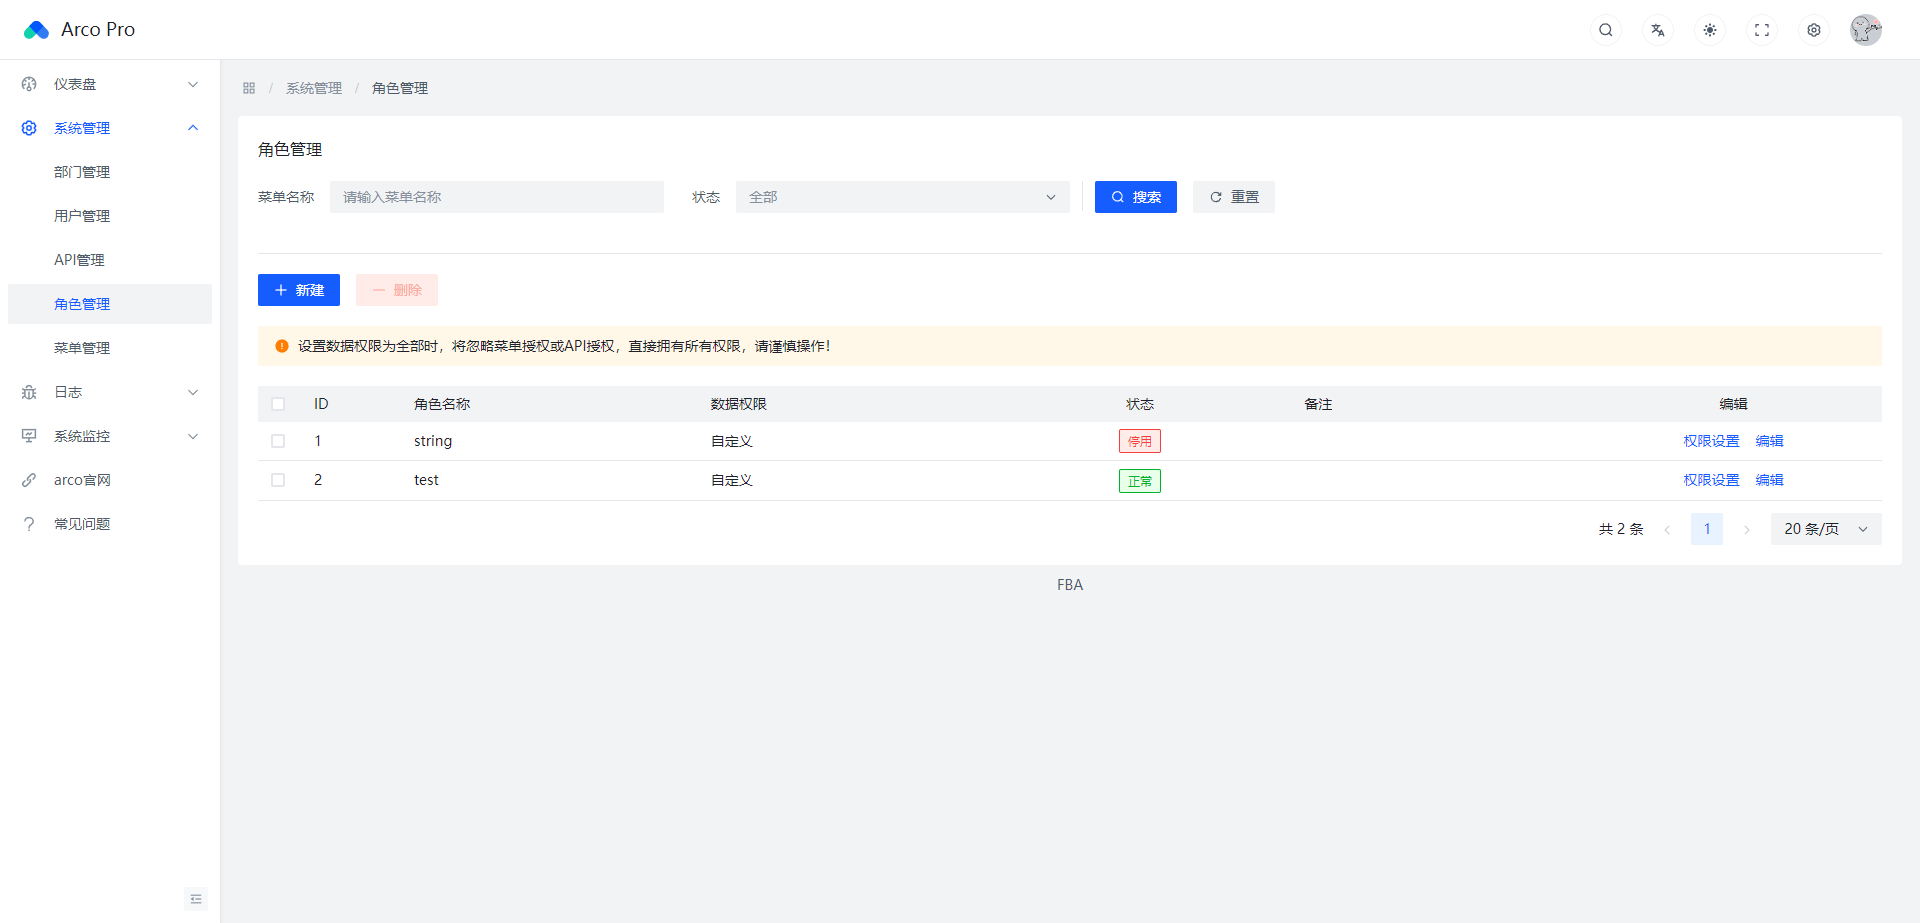 Arco Pro
仪表盘
系统管理
部门管理
用户管理
API管理
角色管理
菜单管理
日志
系统监控
arco官网
常见问题
/ 系统管理 / 角色管理
角色管理
菜单名称 请输入菜单名称 状态 全部 搜索 重置
新建 删除
设置数据权限为全部时，将忽略菜单授权或API授权，直接拥有所有权限，请谨慎操作！
ID 角色名称 数据权限 状态 备注 编辑
1 string 自定义 停用 权限设置 编辑
2 test 自定义 正常 权限设置 编辑
共 2 条 1 20 条/页
FBA